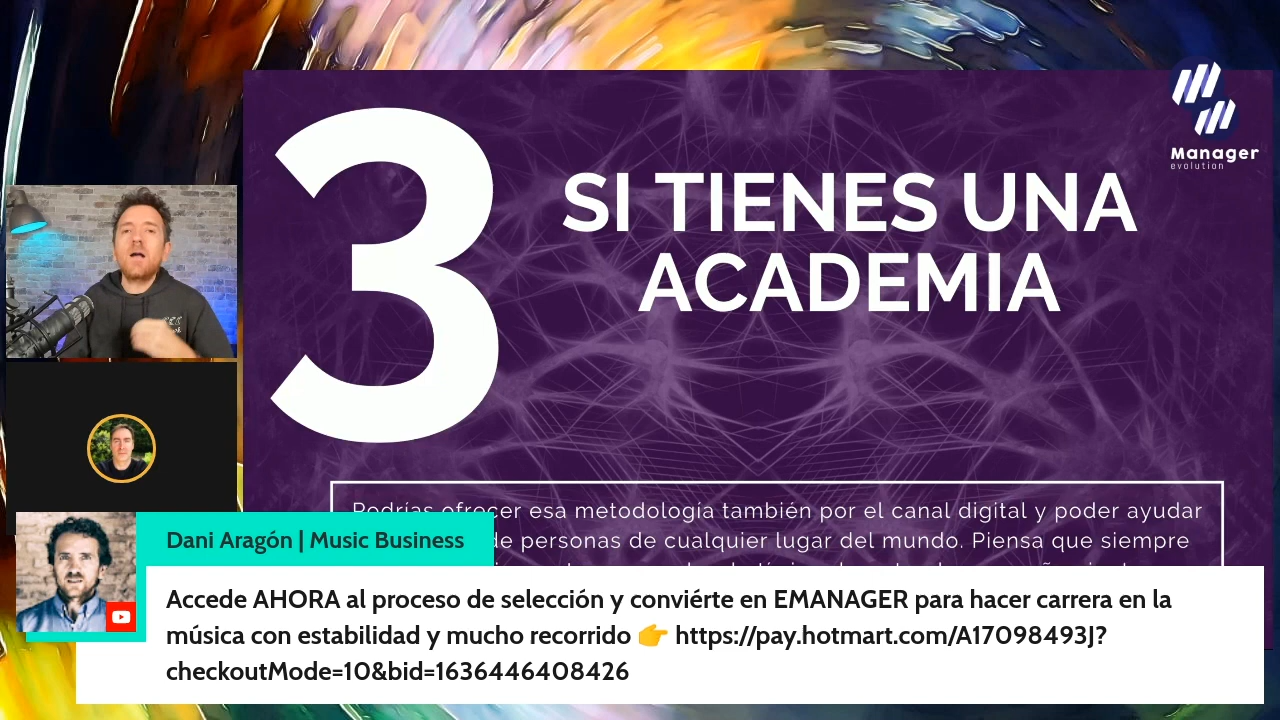 3
SI TIENES UNA
ACADEMIA
Manager
evolution
Podrías ofrecer esa metodología también por el canal digital y poder ayudar
de personas de cualquier lugar del mundo. Piensa que siempre
Dani Aragón | Music Business
Accede AHORA al proceso de selección y conviérte en EMANAGER para hacer carrera en la
música con estabilidad y mucho recorrido 👉 https://pay.hotmart.com/A17098493J?
checkoutMode=10&bid=1636446408426